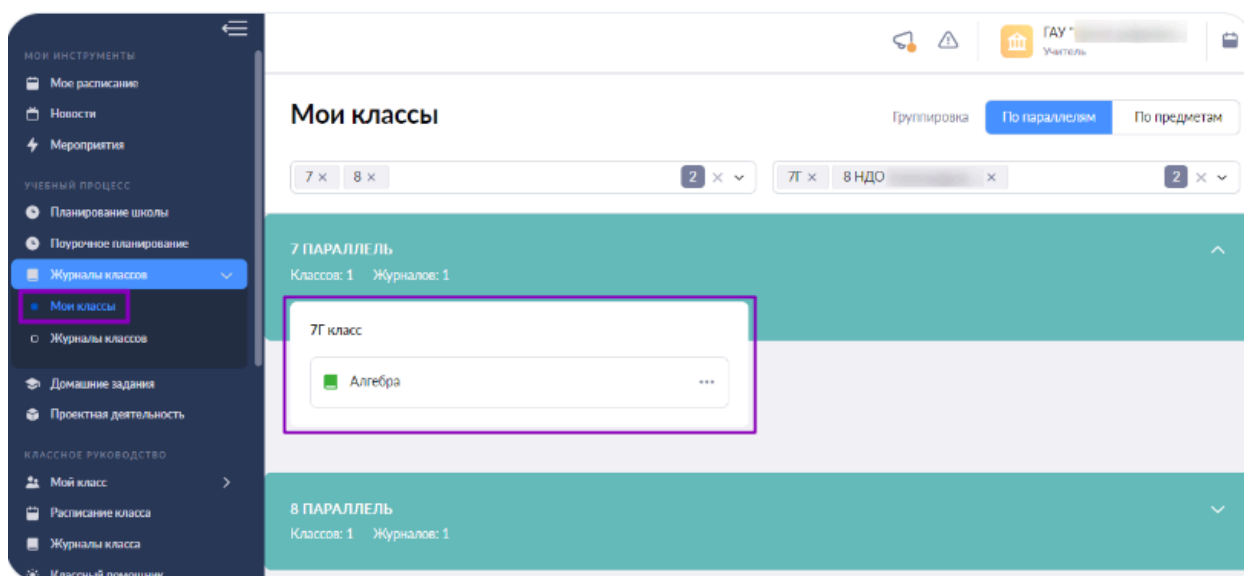 МОИ ИНСТРУМЕНТЫ
Мое расписание
Новости
Мероприятия
УЧЕБНЫЙ ПРОЦЕСС
Планирование школы
Поурочное планирование
Журналы классов
Мои классы
Журналы классов
Домашние задания
Проектная деятельность
КЛАССНОЕ РУКОВОДСТВО
Мой класс
Расписание класса
Журналы класса
Классный помощник
ГАУ "
Учитель
Мои классы
Группировка По параллелям По предметам
7 × 8 × 2 ×
7Г × 8 НДО × 2 ×
7 ПАРАЛЛЕЛЬ
Классов: 1 Журналов: 1
7Г класс
Алгебра ...
8 ПАРАЛЛЕЛЬ
Классов: 1 Журналов: 1